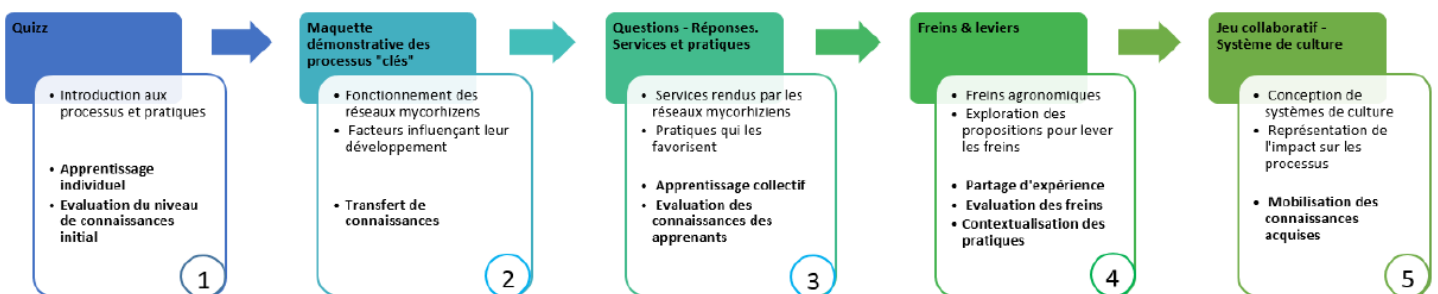 Quizz
• Introduction aux
processus et pratiques
• Apprentissage
individuel
• Evaluation du niveau
de connaissances
initial
1
Maquette
démonstrative des
processus "clés"
• Fonctionnement des
réseaux mycorhizens
• Facteurs influençant leur
développement
• Transfert de
connaissances
2
Questions - Réponses.
Services et pratiques
• Services rendus par les
réseaux mycorhiziens
• Pratiques qui les
favorisent
• Apprentissage collectif
• Evaluation des
connaissances des
apprenants
3
Freins & leviers
• Freins agronomiques
• Exploration des
propositions pour lever
les freins
• Partage d'expérience
• Evaluation des freins
• Contextualisation des
pratiques
4
Jeu collaboratif -
Système de culture
• Conception de
systèmes de culture
• Représentation de
l'impact sur les
processus
• Mobilisation des
connaissances
acquises
5